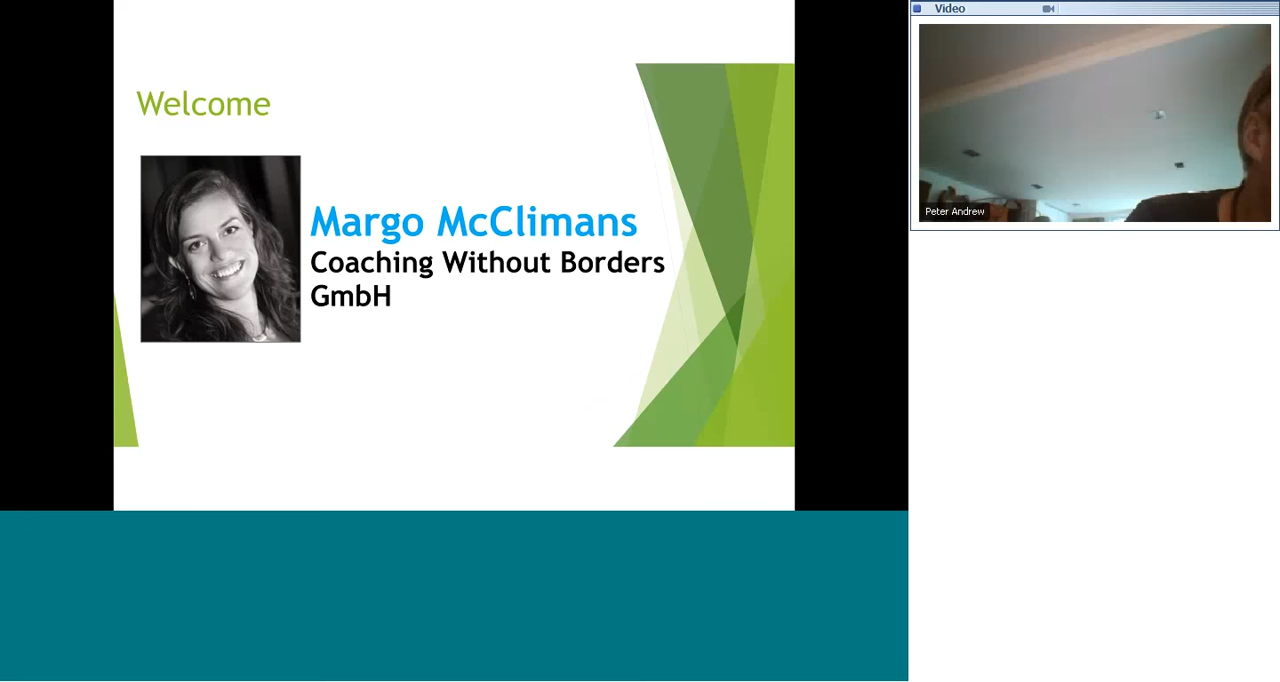 Welcome
Margo McClimans
Coaching Without Borders
GmbH
Video
Peter Andrew